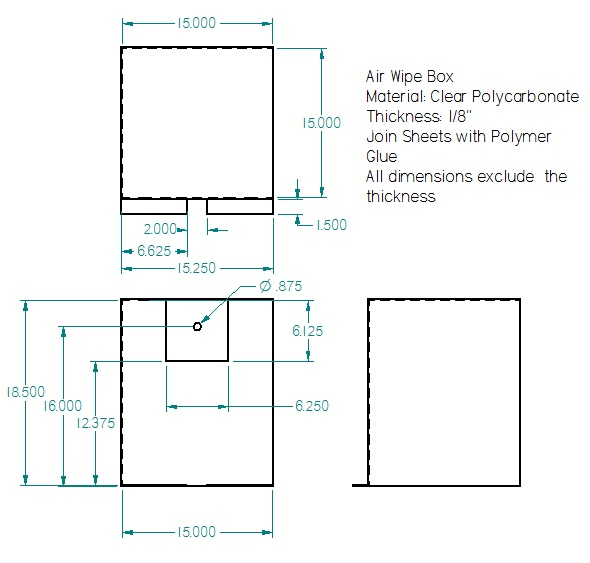 15.000
Air Wipe Box
Material: Clear Polycarbonate
Thickness: 1/8"
Join Sheets with Polymer
Glue
All dimensions exclude the
thickness
15.000
2.000
1.500
6.625
15.250
Ø .875
6.125
18.500
16.000
12.375
6.250
15.000